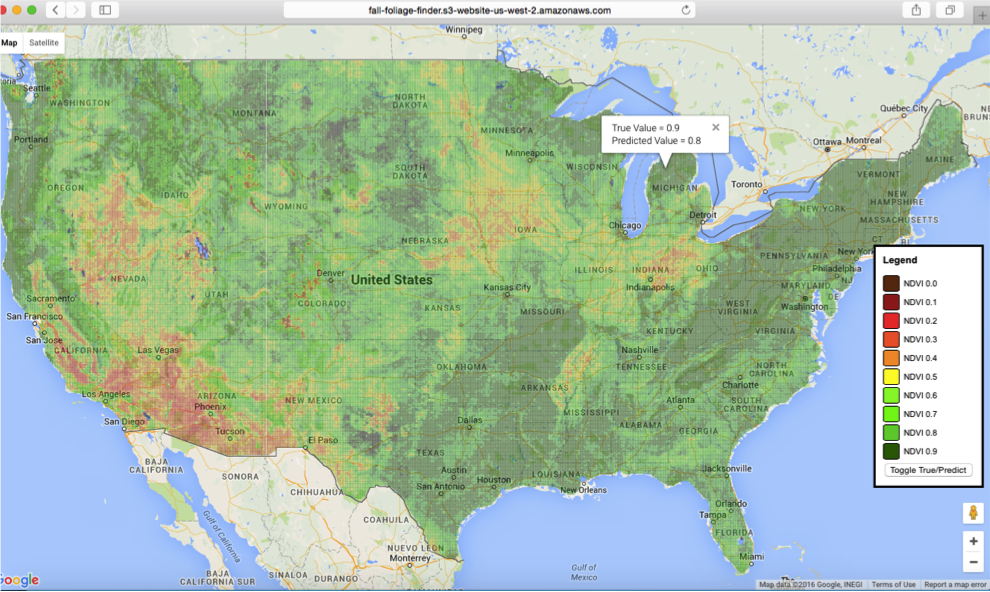 fall-foliage-finder.s3-website-us-west-2.amazonaws.com
Map
Satellite
Winnipeg
Seattle
WASHINGTON
MONTANA
NORTH
DAKOTA
Québec City
NE
BRUN
Portland
MINNESOTA
True Value = 0.9
Predicted Value = 0.8
Ottawa
Montreal
Minneapolis
MAINE
OREGON
IDAHO
SOUTH
DAKOTA
WISCONSIN
VERMONT
WYOMING
MICHIGAN
Toronto
NEW
HAMPSHIRE
NEW YORK
MASSACHUSETTS
Detroit
Chicago
IOWA
NEBRASKA
CT
RI
New York
PENNSYLVANIA
Philadelphia
NEVADA
UTAH
Denver
COLORADO
United States
ILLINOIS
INDIANA
OHIO
Indianapolis
Kansas City
MARYLAND
NJ
DE
Sacramento
San Francisco
San Jose
KANSAS
MISSOURI
WEST
VIRGINIA
Washington
CALIFORNIA
Las Vegas
KENTUCKY
VIRGINIA
Nashville
TENNESSEE
OKLAHOMA
NORTH
CAROLINA
Charlotte
Los Angeles
ARIZONA
Phoenix
NEW MEXICO
ARKANSAS
MISSISSIPPI
Atlanta
SOUTH
CAROLINA
San Diego
Tucson
El Paso
Dallas
ALABAMA
GEORGIA
BAJA
CALIFORNIA
SONORA
CHIHUAHUA
TEXAS
Austin
San Antonio
Houston
LOUISIANA
New Orleans
Jacksonville
COAHUILA
Orlando
Tampa
FLORIDA
Gulf of
California
NUEVO LEON
Monterrey
Miami
BAJA
CALIFORNIA SUR
SINALOA
DURANGO
Gulf of
Mexico
The
Legend
NDVI 0.0
NDVI 0.1
NDVI 0.2
NDVI 0.3
NDVI 0.4
NDVI 0.5
NDVI 0.6
NDVI 0.7
NDVI 0.8
NDVI 0.9
Toggle True/Predict
Google
Map data ©2016 Google, INEGI
Terms of Use
Report a map error